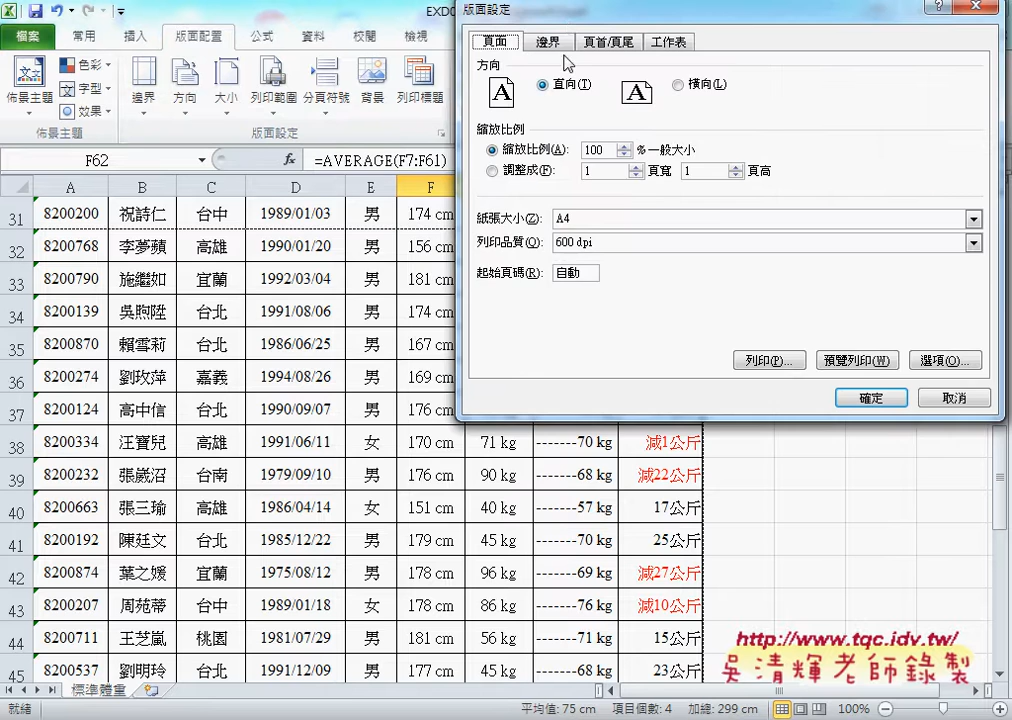 EXD0
檔案 常用 插入 版面配置 公式 資料 校閱 檢視
佈景主題 色彩 字型 效果 邊界 方向 大小 列印範圍 分頁符號 背景 列印標題
佈景主題 版面設定
F62 fx =AVERAGE(F7:F61)
版面設定
頁面 邊界 頁首/頁尾 工作表
方向
A 直向(T) A 橫向(L)
縮放比例
縮放比例(A): 100 % 一般大小
調整成(F): 1 頁寬 1 頁高
紙張大小(Z): A4
列印品質(Q): 600 dpi
起始頁碼(R): 自動
列印(P)... 預覽列印(W) 選項(O)...
確定 取消
A B C D E F
31 8200200 祝詩仁 台中 1989/01/03 男 174 cm
32 8200768 李夢蘋 高雄 1990/01/20 男 156 cm
33 8200790 施繼如 宜蘭 1992/03/04 男 181 cm
34 8200139 吳煦陞 台北 1991/08/06 男 174 cm
35 8200870 賴雪莉 台北 1986/06/25 男 167 cm
36 8200274 劉玫萍 嘉義 1994/08/26 男 169 cm
37 8200124 高中信 台北 1990/09/07 男 176 cm
38 8200334 汪寶兒 高雄 1991/06/11 女 170 cm 71 kg -------70 kg 減1公斤
39 8200232 張嚴沼 台南 1979/09/10 男 176 cm 90 kg -------68 kg 減22公斤
40 8200663 張三瑜 高雄 1986/04/14 女 151 cm 40 kg -------57 kg 17公斤
41 8200192 陳廷文 台北 1985/12/22 男 179 cm 45 kg -------70 kg 25公斤
42 8200874 葉之媛 宜蘭 1975/08/12 男 178 cm 96 kg -------69 kg 減27公斤
43 8200207 周苑蒂 台中 1989/01/18 女 178 cm 86 kg -------76 kg 減10公斤
44 8200711 王芝嵐 桃園 1981/07/29 男 181 cm 56 kg -------71 kg 15公斤
45 8200537 劉明玲 台北 1991/12/09 男 177 cm 45 kg -------68 kg 23公斤
http://www.tqc.idv.tw/
吳清輝老師錄製
標準體重
就緒 平均值: 75 cm 項目個數: 4 加總: 299 cm 100%